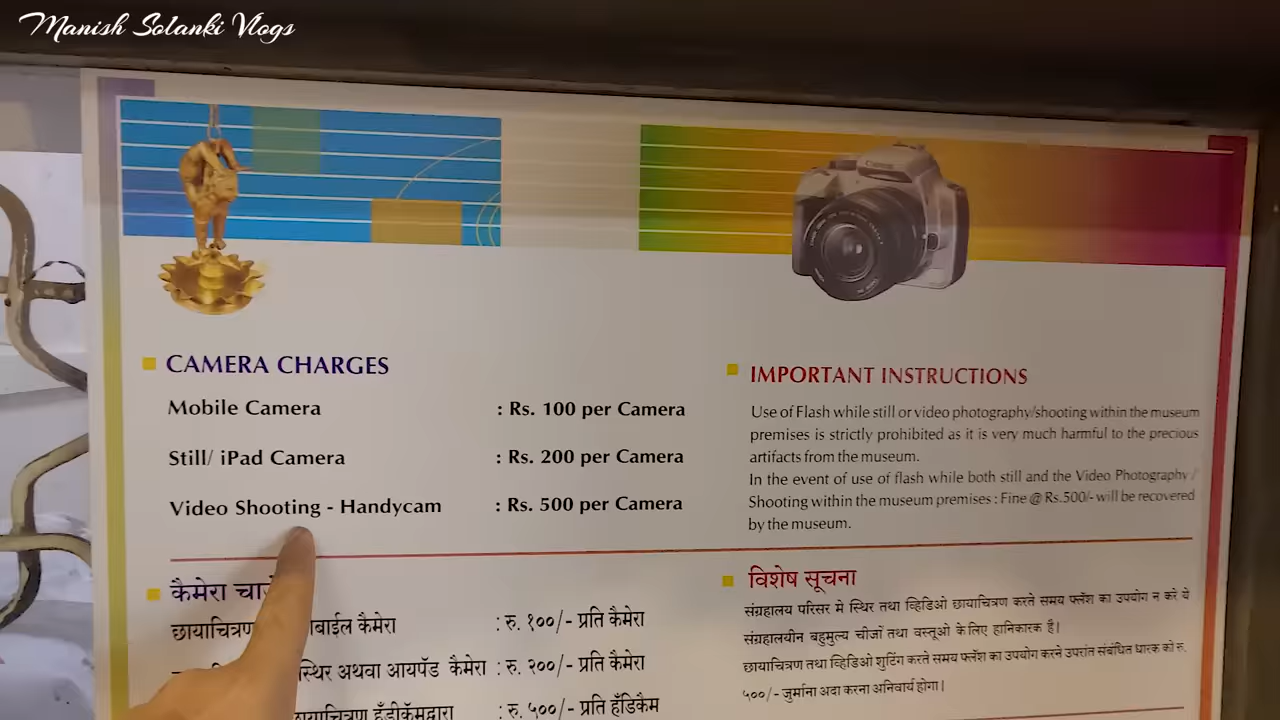 Manish Solanki Vlogs
Canon
CAMERA CHARGES
Mobile Camera : Rs. 100 per Camera
Still/ iPad Camera : Rs. 200 per Camera
Video Shooting - Handycam : Rs. 500 per Camera
IMPORTANT INSTRUCTIONS
Use of Flash while still or video photography/shooting within the museum
premises is strictly prohibited as it is very much harmful to the precious
artifacts from the museum.
In the event of use of flash while both still and the Video Photography /
Shooting within the museum premises : Fine @ Rs.500/- will be recovered
by the museum.
कैमेरा
छायाचित्रण कैमेरा : रु. १००/- प्रति कैमेरा
स्थिर अथवा आयपॅड कैमेरा : रु. २००/- प्रति कैमेरा
: रु. ५००/- प्रति हँडिकैम
विशेष सूचना
संग्रहालय परिसर मे स्थिर तथा व्हिडिओ छायाचित्रण करते समय फ्लॅश का उपयोग न करे ये
संग्रहालयीन बहुमुल्य चीजों तथा वस्तूओ के लिए हानिकारक है।
छायाचित्रण तथा व्हिडिओ शुटिंग करते समय फ्लॅश का उपयोग करने उपरांत संबंधित धारक को रु.
५००/- जुर्माना अदा करना अनिवार्य होगा।